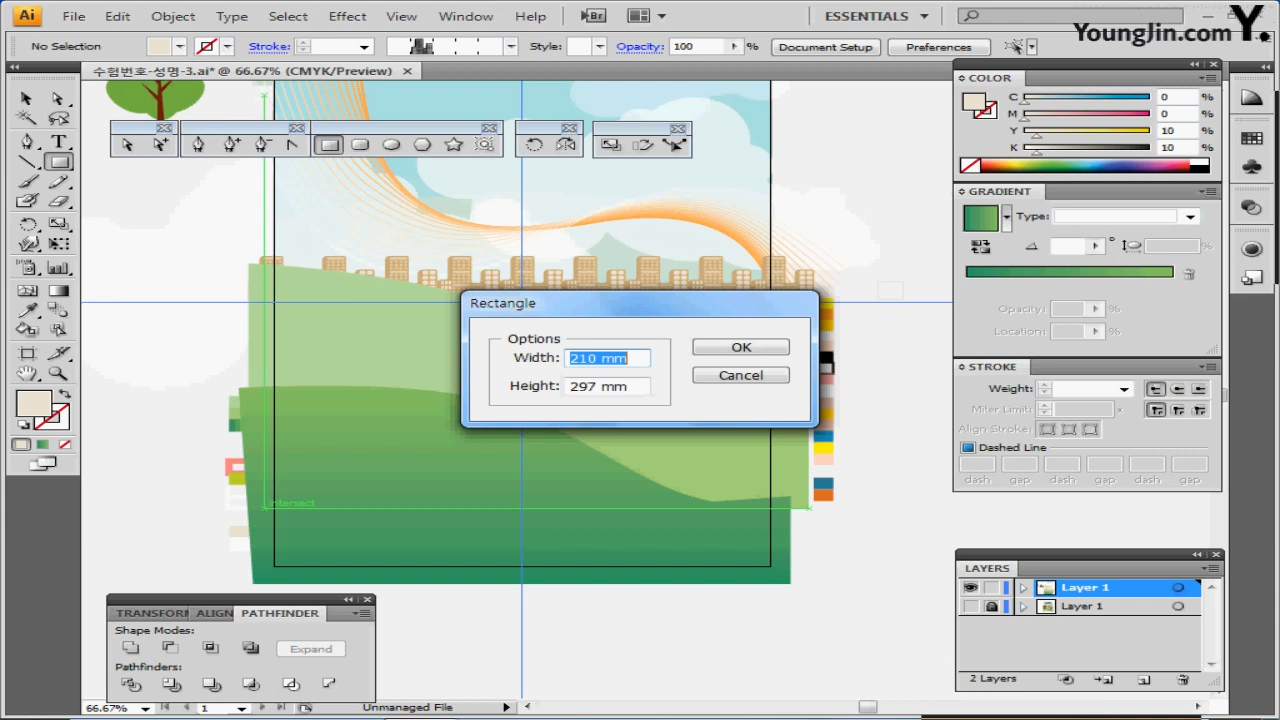 Ai File Edit Object Type Select Effect View Window Help Br ESSENTIALS
YoungJin.com Y.
No Selection Stroke: Style: Opacity: 100 % Document Setup Preferences
수험번호-성명-3.ai* @ 66.67% (CMYK/Preview)
COLOR
C 0 %
M 0 %
Y 10 %
K 10 %
GRADIENT
Type:
°
%
Opacity: %
Location: %
Rectangle
Options
Width: 210 mm
Height: 297 mm
OK
Cancel
STROKE
Weight:
Miter Limit: x
Align Stroke:
Dashed Line
dash gap dash gap dash gap
intersect
LAYERS
Layer 1
Layer 1
2 Layers
TRANSFORM ALIGN PATHFINDER
Shape Modes:
Expand
Pathfinders:
66.67% 1 Unmanaged File